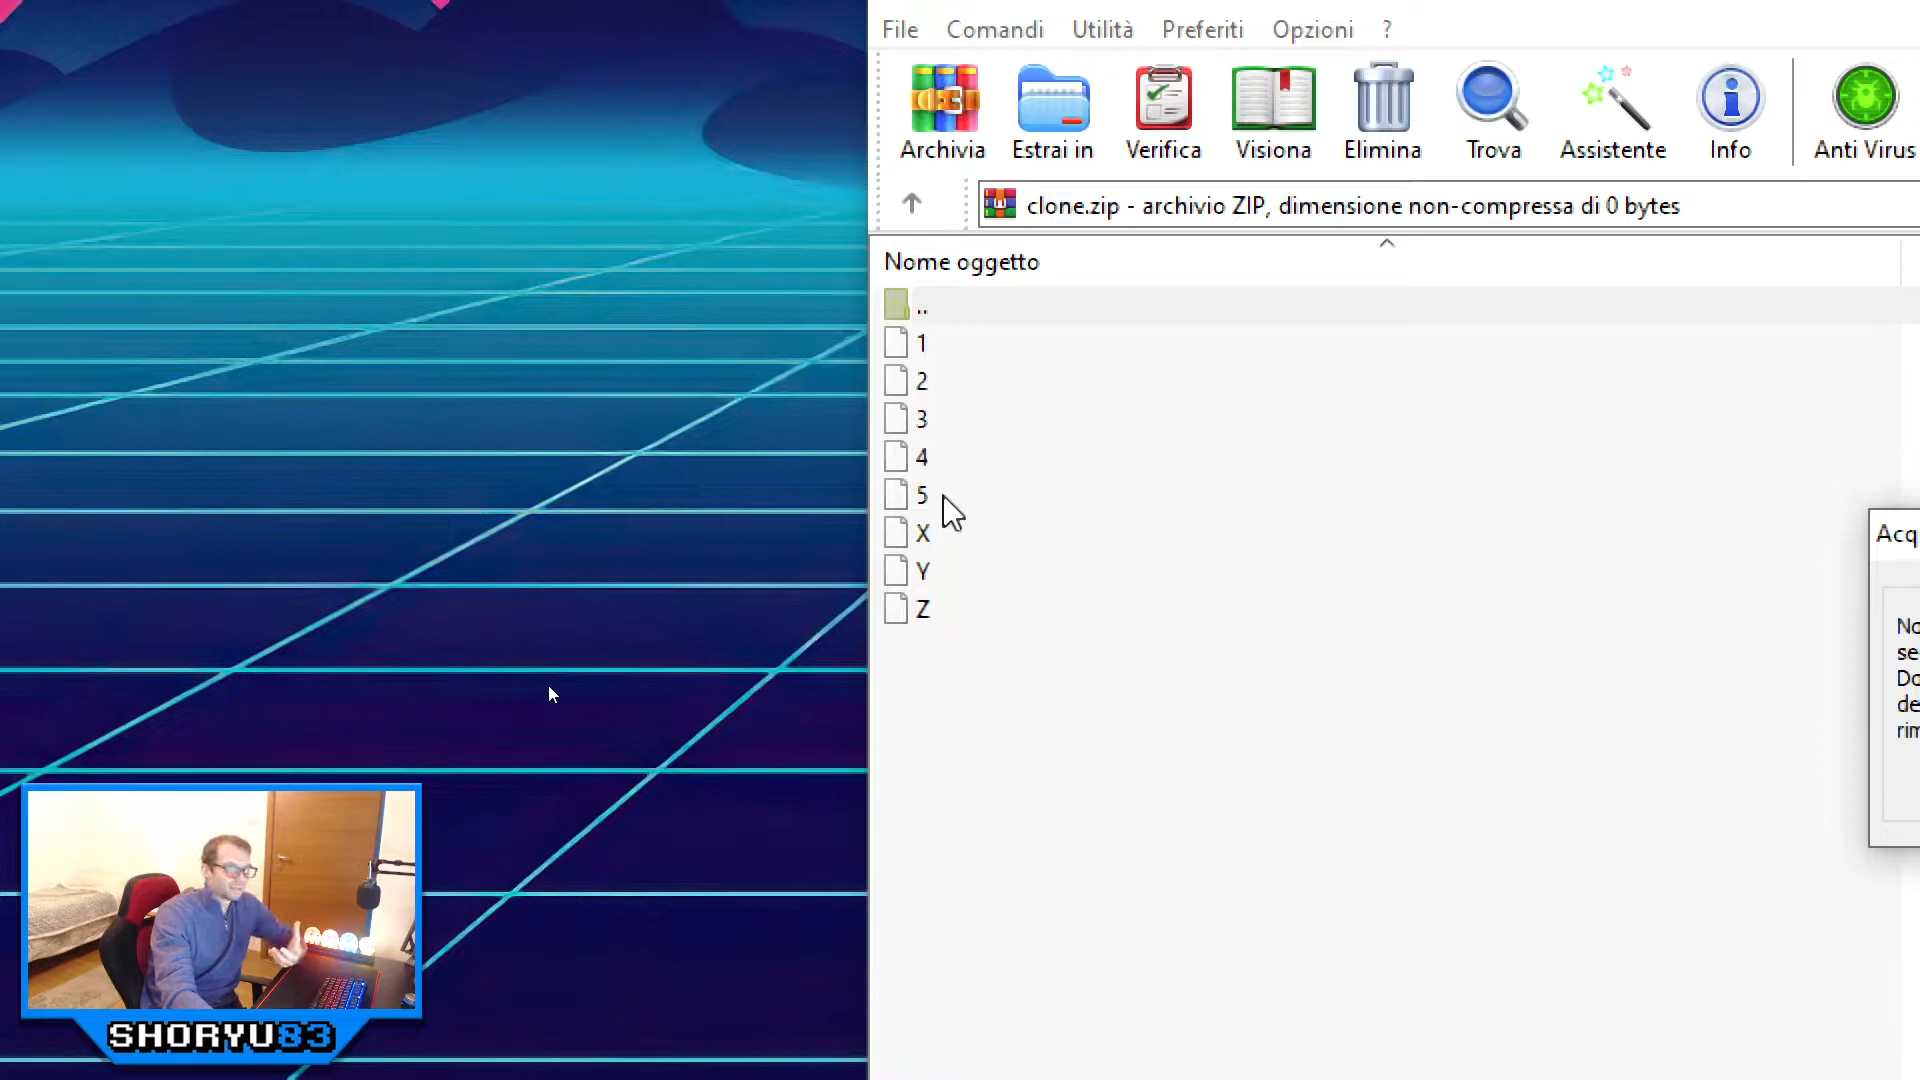 File Comandi Utilità Preferiti Opzioni ?
Archivia Estrai in Verifica Visiona Elimina Trova Assistente Info Anti Virus
clone.zip - archivio ZIP, dimensione non-compressa di 0 bytes
Nome oggetto
..
1
2
3
4
5
X
Y
Z
SHORYU83